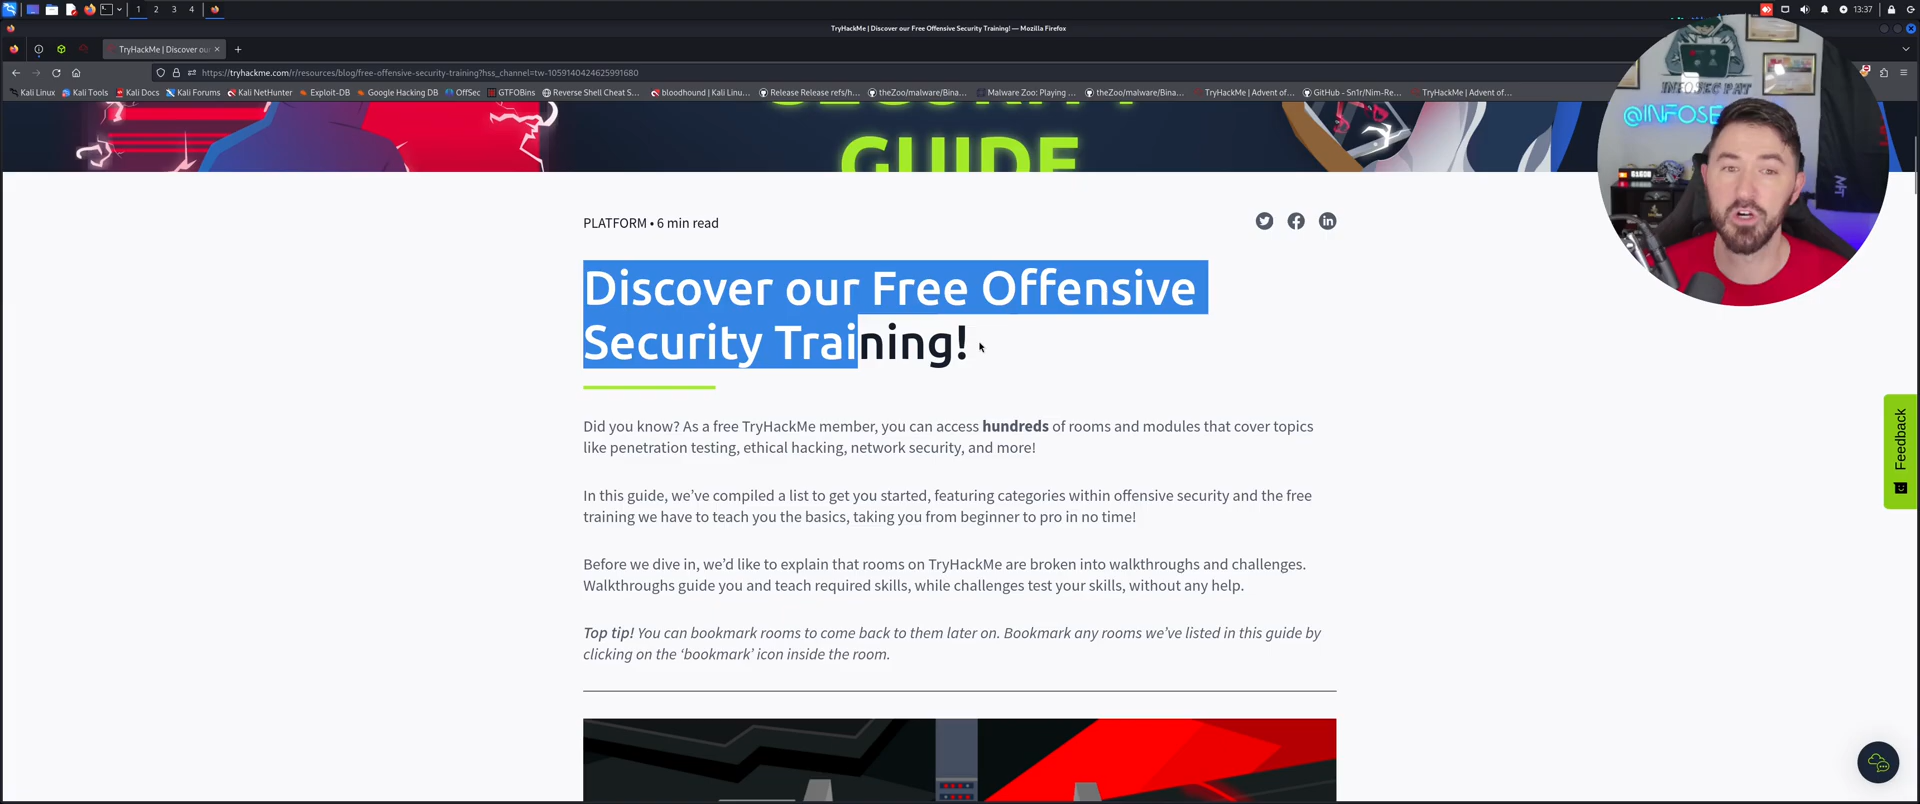 1 2 3 4
13:37
TryHackMe | Discover our Free Offensive Security Training! — Mozilla Firefox
TryHackMe | Discover our
https://tryhackme.com/r/resources/blog/free-offensive-security-training?hss_channel=tw-1059140424625991680
Kali Linux Kali Tools Kali Docs Kali Forums Kali NetHunter Exploit-DB Google Hacking DB OffSec GTFOBins Reverse Shell Cheat S… bloodhound | Kali Linu… Release Release refs/h… theZoo/malware/Bina… Malware Zoo: Playing … theZoo/malware/Bina… TryHackMe | Advent of… GitHub - Sn1r/Nim-Re… TryHackMe | Advent of…
INFOSEC PAT
@INFOSE
GUIDE
PLATFORM • 6 min read
Discover our Free Offensive
Security Training!
Did you know? As a free TryHackMe member, you can access hundreds of rooms and modules that cover topics
like penetration testing, ethical hacking, network security, and more!
In this guide, we’ve compiled a list to get you started, featuring categories within offensive security and the free
training we have to teach you the basics, taking you from beginner to pro in no time!
Before we dive in, we’d like to explain that rooms on TryHackMe are broken into walkthroughs and challenges.
Walkthroughs guide you and teach required skills, while challenges test your skills, without any help.
Top tip! You can bookmark rooms to come back to them later on. Bookmark any rooms we’ve listed in this guide by
clicking on the ‘bookmark’ icon inside the room.
Feedback